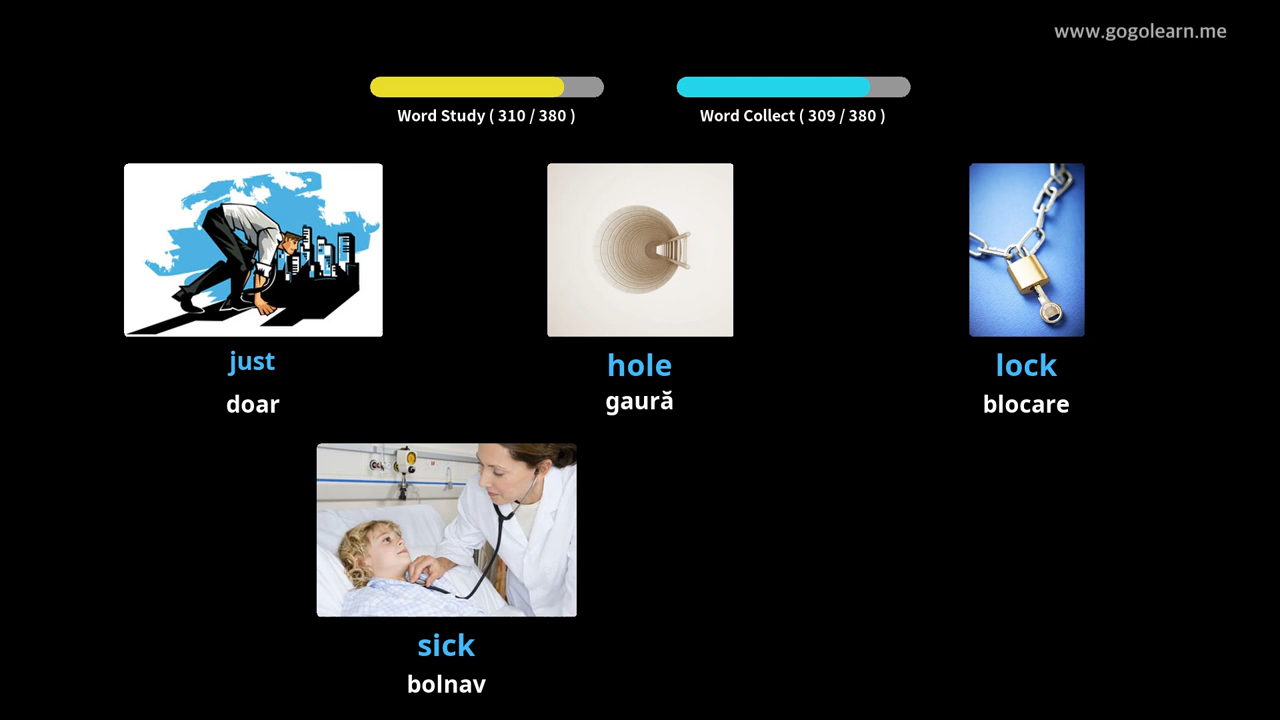 www.gogolearn.me
Word Study ( 310 / 380 )
Word Collect ( 309 / 380 )
just
doar
hole
gaură
lock
blocare
sick
bolnav